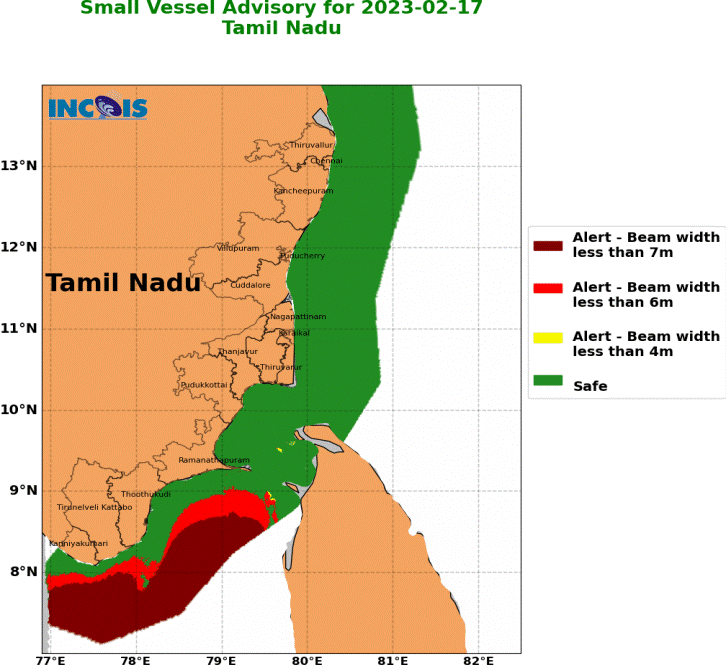 Small Vessel Advisory for 2023-02-17
Tamil Nadu
INCOIS
Thiruvallur
Chennai
13°N
Kancheepuram
12°N
Villupuram
Puducherry
Tamil Nadu
Cuddalore
Nagapattinam
11°N
Karaikal
Thanjavur
Thiruvarur
Pudukkottai
10°N
Ramanathapuram
9°N
Thoothukudi
Tirunelveli Kattabo
Kanniyakumari
8°N
77°E 78°E 79°E 80°E 81°E 82°E
Alert - Beam width
less than 7m
Alert - Beam width
less than 6m
Alert - Beam width
less than 4m
Safe